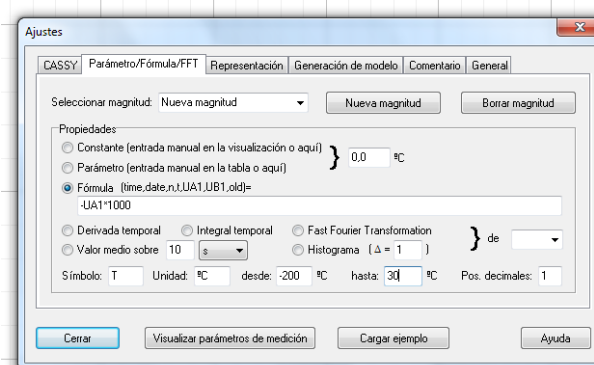 Ajustes
CASSY Parámetro/Fórmula/FFT Representación Generación de modelo Comentario General
Seleccionar magnitud: Nueva magnitud Nueva magnitud Borrar magnitud
Propiedades
Constante (entrada manual en la visualización o aquí)
Parámetro (entrada manual en la tabla o aquí)
} 0,0 ºC
Fórmula (time,date,n,t,UA1,UB1,old)=
-UA1*1000
Derivada temporal Integral temporal Fast Fourier Transformation
Valor medio sobre 10 s Histograma (Δ = 1 )
} de
Símbolo: T Unidad: ºC desde: -200 ºC hasta: 30 ºC Pos. decimales: 1
Cerrar Visualizar parámetros de medición Cargar ejemplo Ayuda